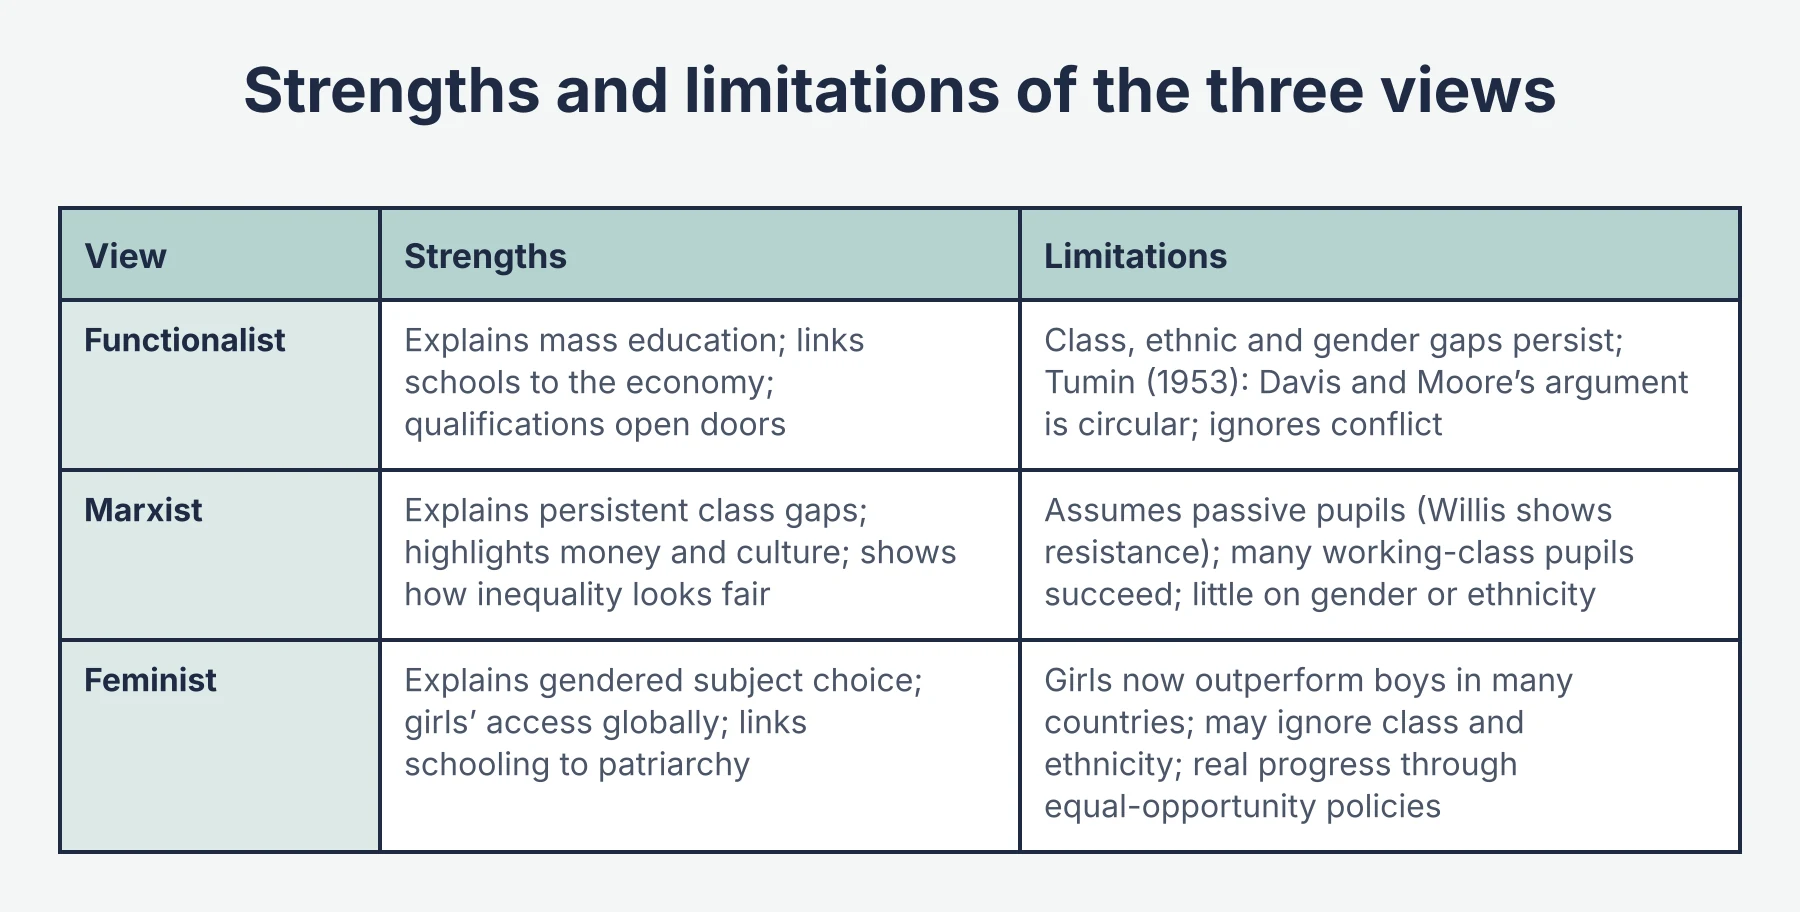 Strengths and limitations of the three views
View
Strengths
Limitations
Functionalist
Explains mass education; links
schools to the economy;
qualifications open doors
Class, ethnic and gender gaps persist;
Tumin (1953): Davis and Moore’s argument
is circular; ignores conflict
Marxist
Explains persistent class gaps;
highlights money and culture; shows
how inequality looks fair
Assumes passive pupils (Willis shows
resistance); many working-class pupils
succeed; little on gender or ethnicity
Feminist
Explains gendered subject choice;
girls’ access globally; links
schooling to patriarchy
Girls now outperform boys in many
countries; may ignore class and
ethnicity; real progress through
equal-opportunity policies